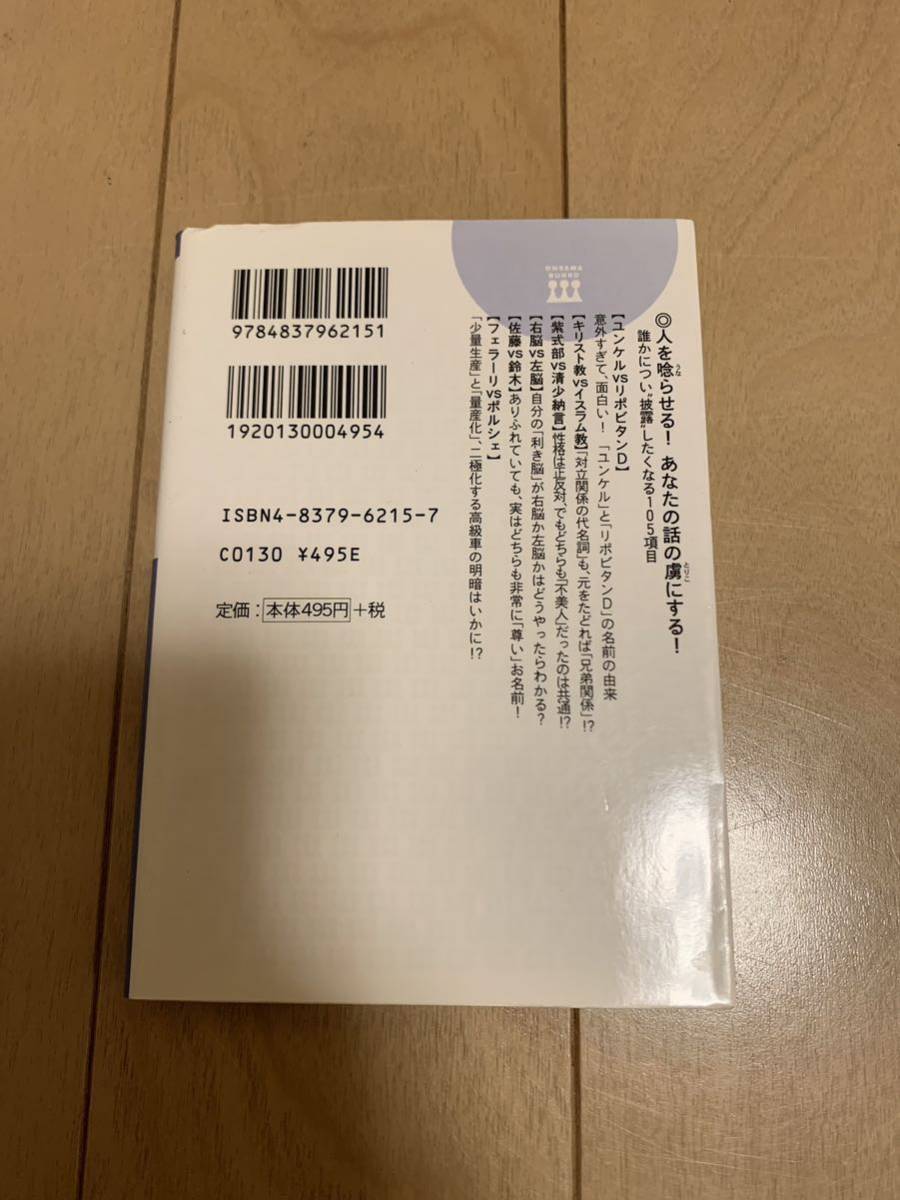 OHSAMA
BUNKO
◎人を唸らせる！ あなたの話の虜にする！
うな
とりこ
誰かについ“披露”したくなる105項目
【ユンケルVSリポビタンD】
意外すぎて、面白い！ 「ユンケル」と「リポビタンD」の名前の由来
【キリスト教VSイスラム教】「対立関係の代名詞」も、元をたどれば「兄弟関係」!?
【紫式部VS清少納言】性格は正反対、でもどちらも「不美人」だったのは共通!?
【右脳VS左脳】自分の「利き脳」が右脳か左脳かはどうやったらわかる？
【佐藤VS鈴木】ありふれていても、実はどちらも非常に「尊い」お名前！
【フェラーリVSポルシェ】
「少量生産」と「量産化」、二極化する高級車の明暗はいかに!?
9784837962151
1920130004954
ISBN4-8379-6215-7
C0130 ¥495E
定価：本体495円+税